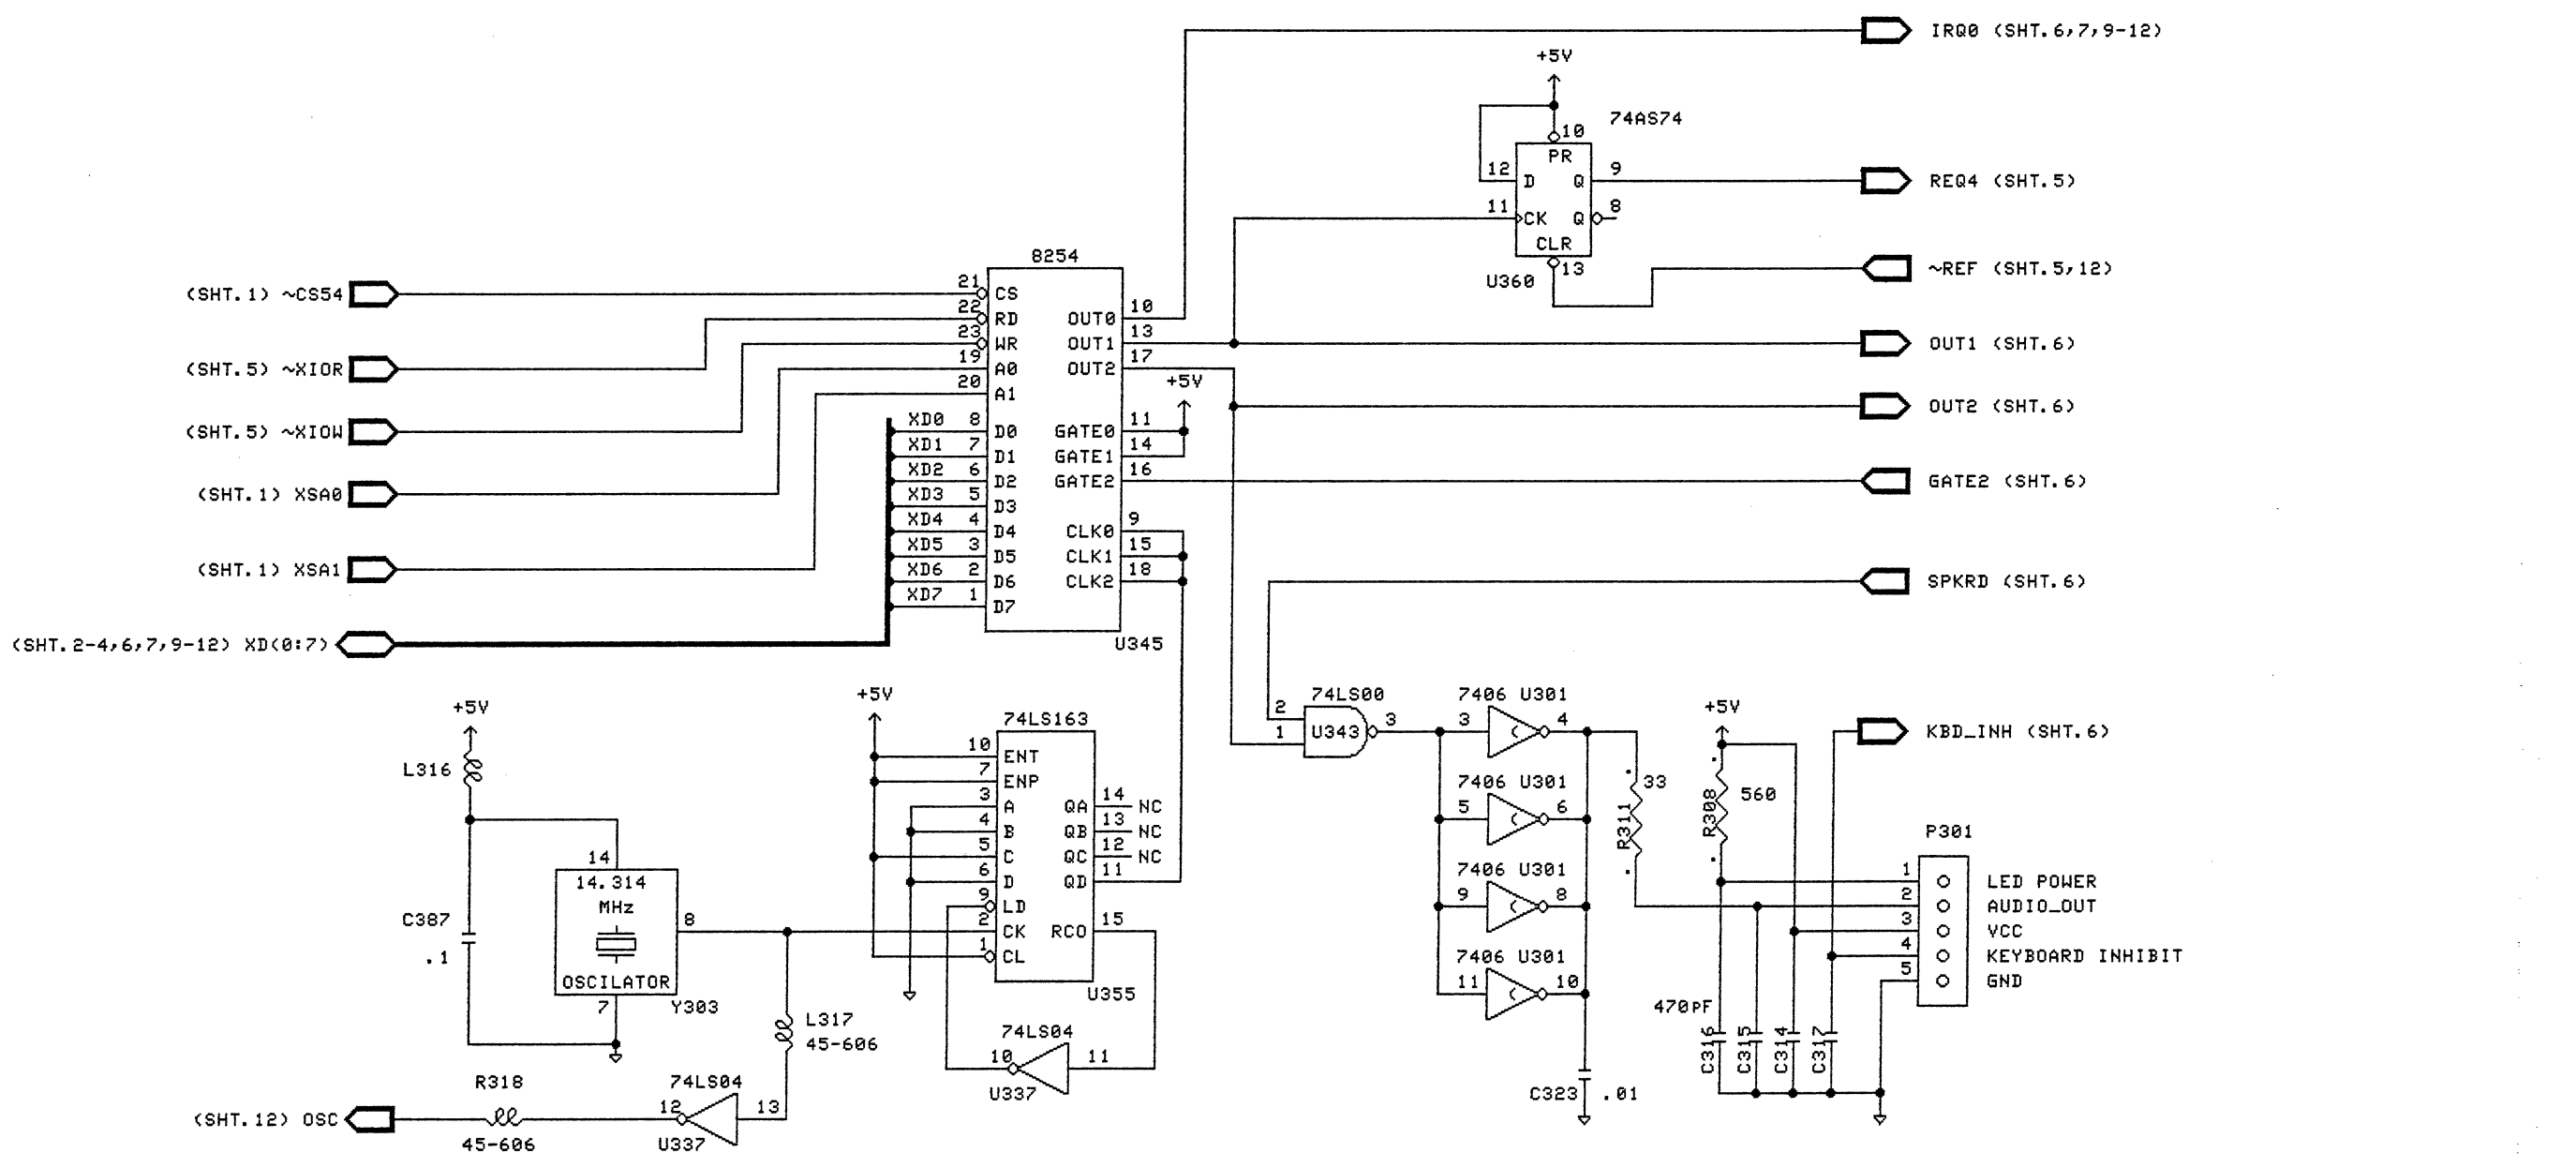 IRQ0 (SHT.6,7,9-12)
+5V
74AS74
10
PR
12 D Q 9
REQ4 (SHT.5)
11 CK Q 8
CLR
13
U360
~REF (SHT.5,12)
8254
(SHT.1) ~CS54
21 CS
22 RD OUT0 10
23 WR OUT1 13
OUT1 (SHT.6)
(SHT.5) ~XIOR
19 A0 OUT2 17
20 A1
+5V
OUT2 (SHT.6)
(SHT.5) ~XIOW
XD0 8 D0 GATE0 11
XD1 7 D1 GATE1 14
XD2 6 D2 GATE2 16
GATE2 (SHT.6)
(SHT.1) XSA0
XD3 5 D3
XD4 4 D4 CLK0 9
XD5 3 D5 CLK1 15
XD6 2 D6 CLK2 18
(SHT.1) XSA1
XD7 1 D7
SPKRD (SHT.6)
U345
(SHT.2-4,6,7,9-12) XD(0:7)
+5V
L316
C387
.1
14
14.314
MHz
OSCILATOR
8
7
Y303
+5V
74LS163
10 ENT
7 ENP
3 A QA 14 NC
4 B QB 13 NC
5 C QC 12 NC
6 D QD 11
9 LD
2 CK RCO 15
1 CL
U355
L317
45-606
74LS04
10 11
U337
R318
45-606
74LS04
12 13
U337
(SHT.12) OSC
74LS00
2
1
U343 3
7406 U301
3 4
7406 U301
5 6
7406 U301
9 8
7406 U301
11 10
33
R311
C323 .01
+5V
R308
560
KBD_INH (SHT.6)
P301
1 LED POWER
2 AUDIO_OUT
3 VCC
4 KEYBOARD INHIBIT
5 GND
470pF
C316
C315
C314
C317